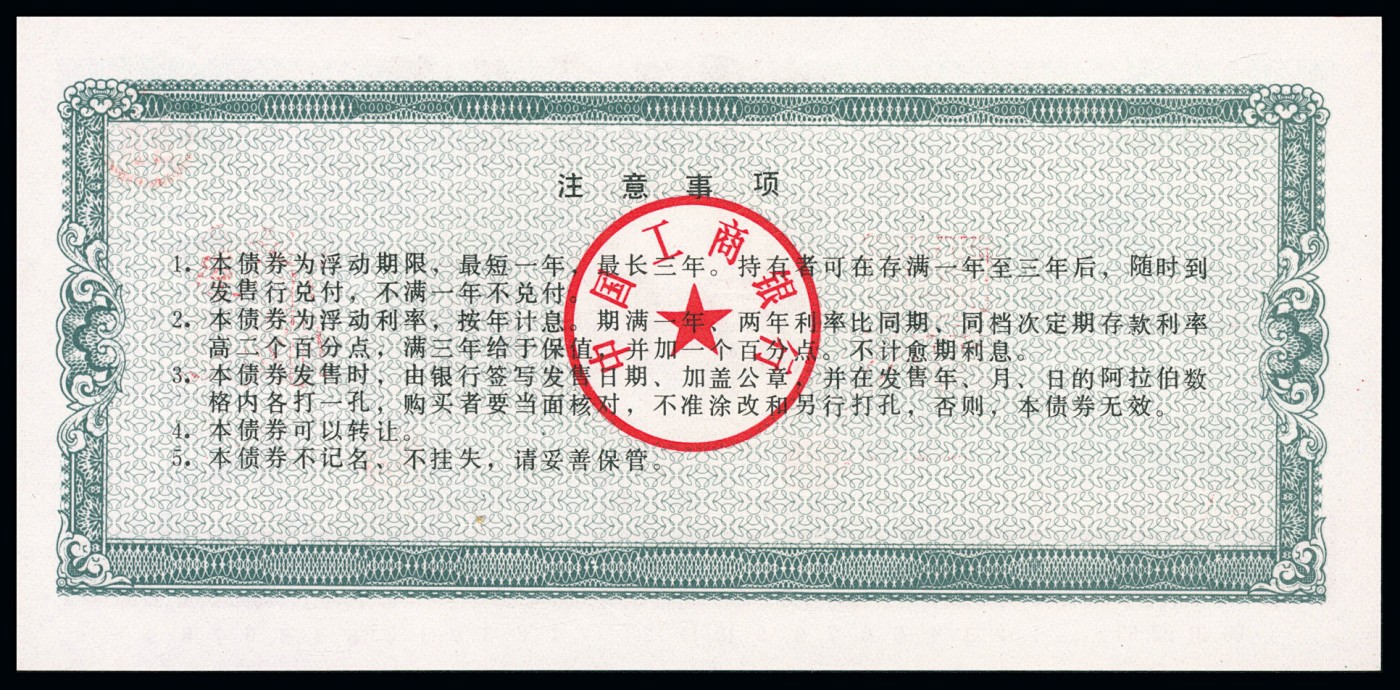 注意事项
中国工商银行
1. 本债券为浮动期限，最短一年，最长三年。持有者可在存满一年至三年后，随时到
发售行兑付，不满一年不兑付。
2. 本债券为浮动利率，按年计息。期满一年、两年利率比同期、同档次定期存款利率
高二个百分点，满三年给于保值，并加一个百分点。不计愈期利息。
3. 本债券发售时，由银行签写发售日期、加盖公章，并在发售年、月、日的阿拉伯数
格内各打一孔，购买者要当面核对，不准涂改和另行打孔，否则，本债券无效。
4. 本债券可以转让。
5. 本债券不记名、不挂失，请妥善保管。